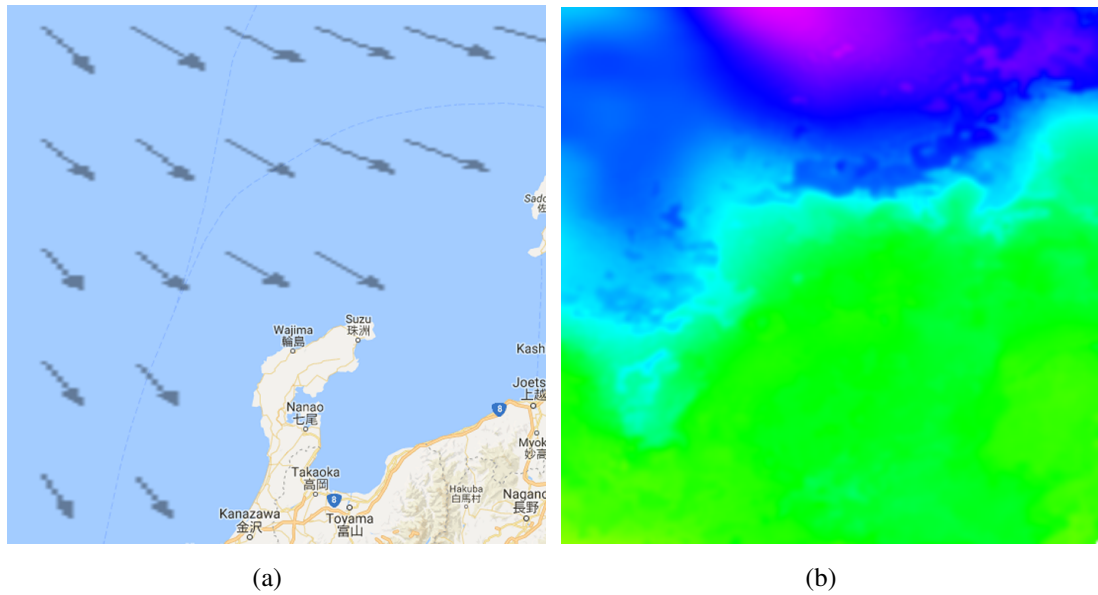 Sado
佐
Wajima
輪島
Suzu
珠洲
Kash
Joets
上越
8
Nanao
七尾
Myok
妙高
Takaoka
高岡
8
Hakuba
白馬村
Nagano
長野
Kanazawa
金沢
Toyama
富山
(a)
(b)